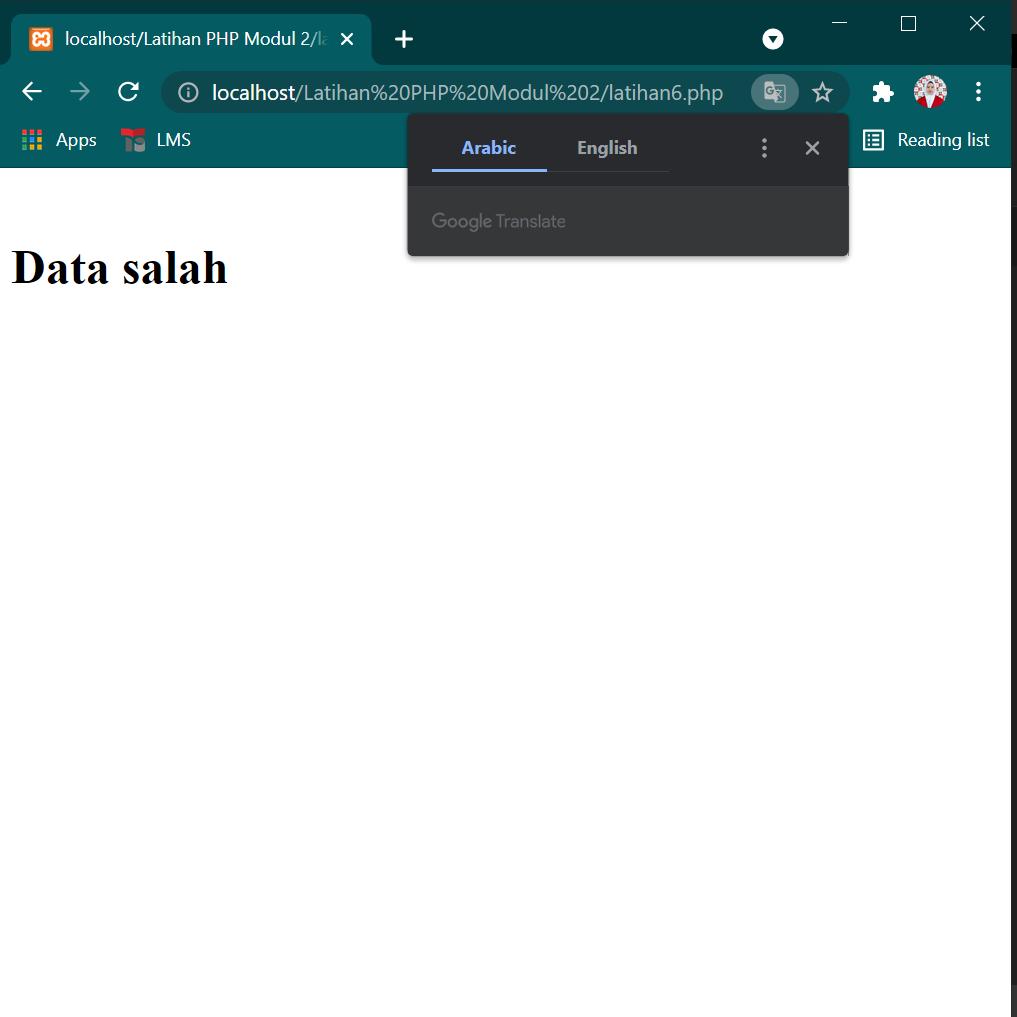 localhost/Latihan PHP Modul 2/la
localhost/Latihan%20PHP%20Modul%202/latihan6.php
Apps
LMS
Reading list
Arabic
English
Google Translate
Data salah